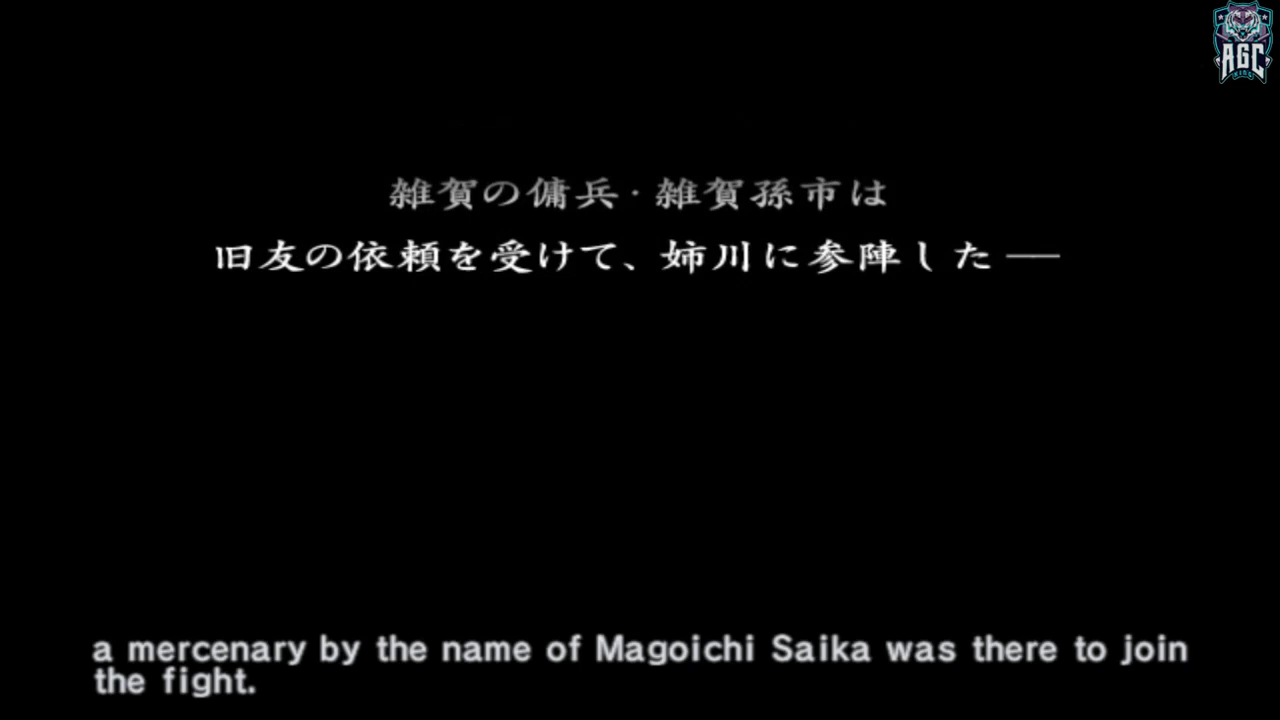 AGC
KIDS
雑賀の傭兵・雑賀孫市は
旧友の依頼を受けて、姉川に参陣した──
a mercenary by the name of Magoichi Saika was there to join
the fight.